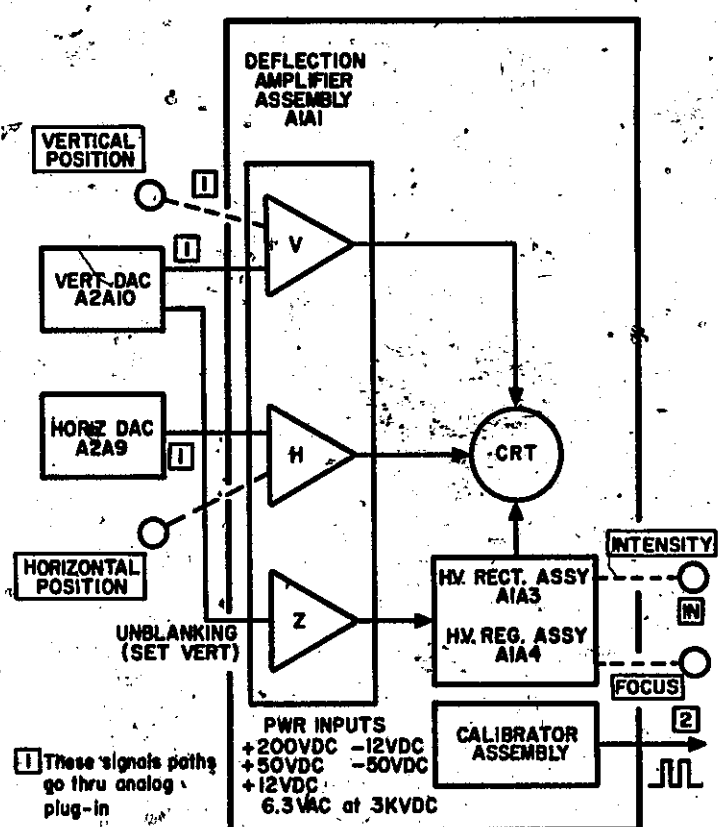 DEFLECTION
AMPLIFIER
ASSEMBLY
A1A1
VERTICAL
POSITION
1
V
1
VERT DAC
A2A10
HORIZ DAC
A2A9
1
H
CRT
HORIZONTAL
POSITION
INTENSITY
H.V. RECT. ASSY
A1A3
IN
H.V. REG. ASSY
A1A4
Z
UNBLANKING
(SET VERT)
FOCUS
PWR INPUTS
+200VDC -12VDC
+50VDC -50VDC
+12VDC
6.3VAC at 3KVDC
CALIBRATOR
ASSEMBLY
2
1 These signals paths
go thru analog
plug-in